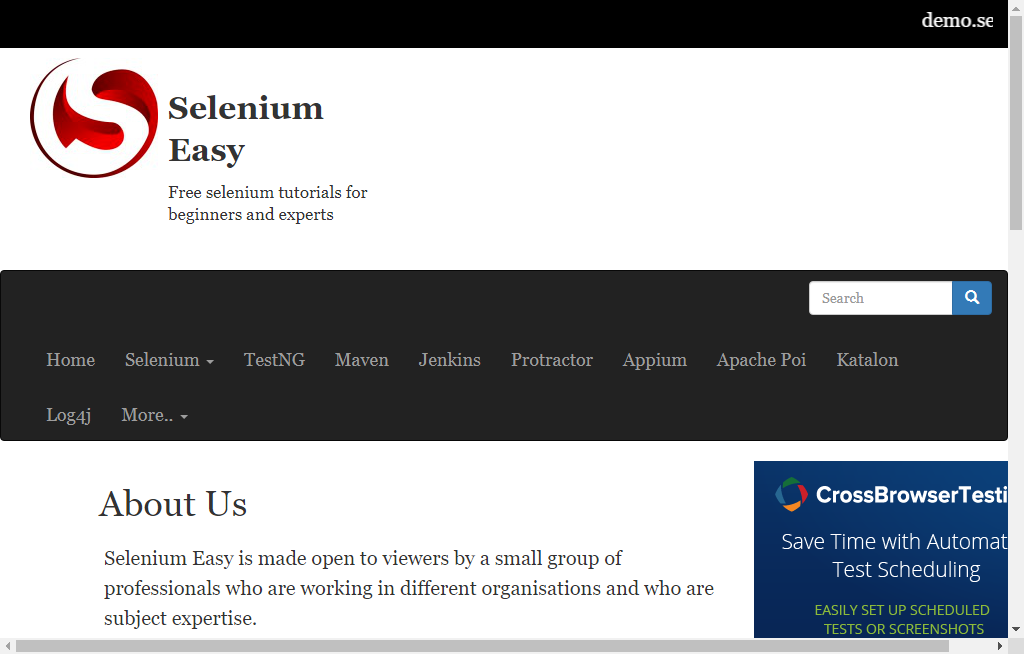 demo.se
Selenium
Easy
Free selenium tutorials for
beginners and experts
Search
Home Selenium TestNG Maven Jenkins Protractor Appium Apache Poi Katalon
Log4j More..
About Us
Selenium Easy is made open to viewers by a small group of
professionals who are working in different organisations and who are
subject expertise.
CrossBrowserTesti
Save Time with Automat
Test Scheduling
EASILY SET UP SCHEDULED
TESTS OR SCREENSHOTS